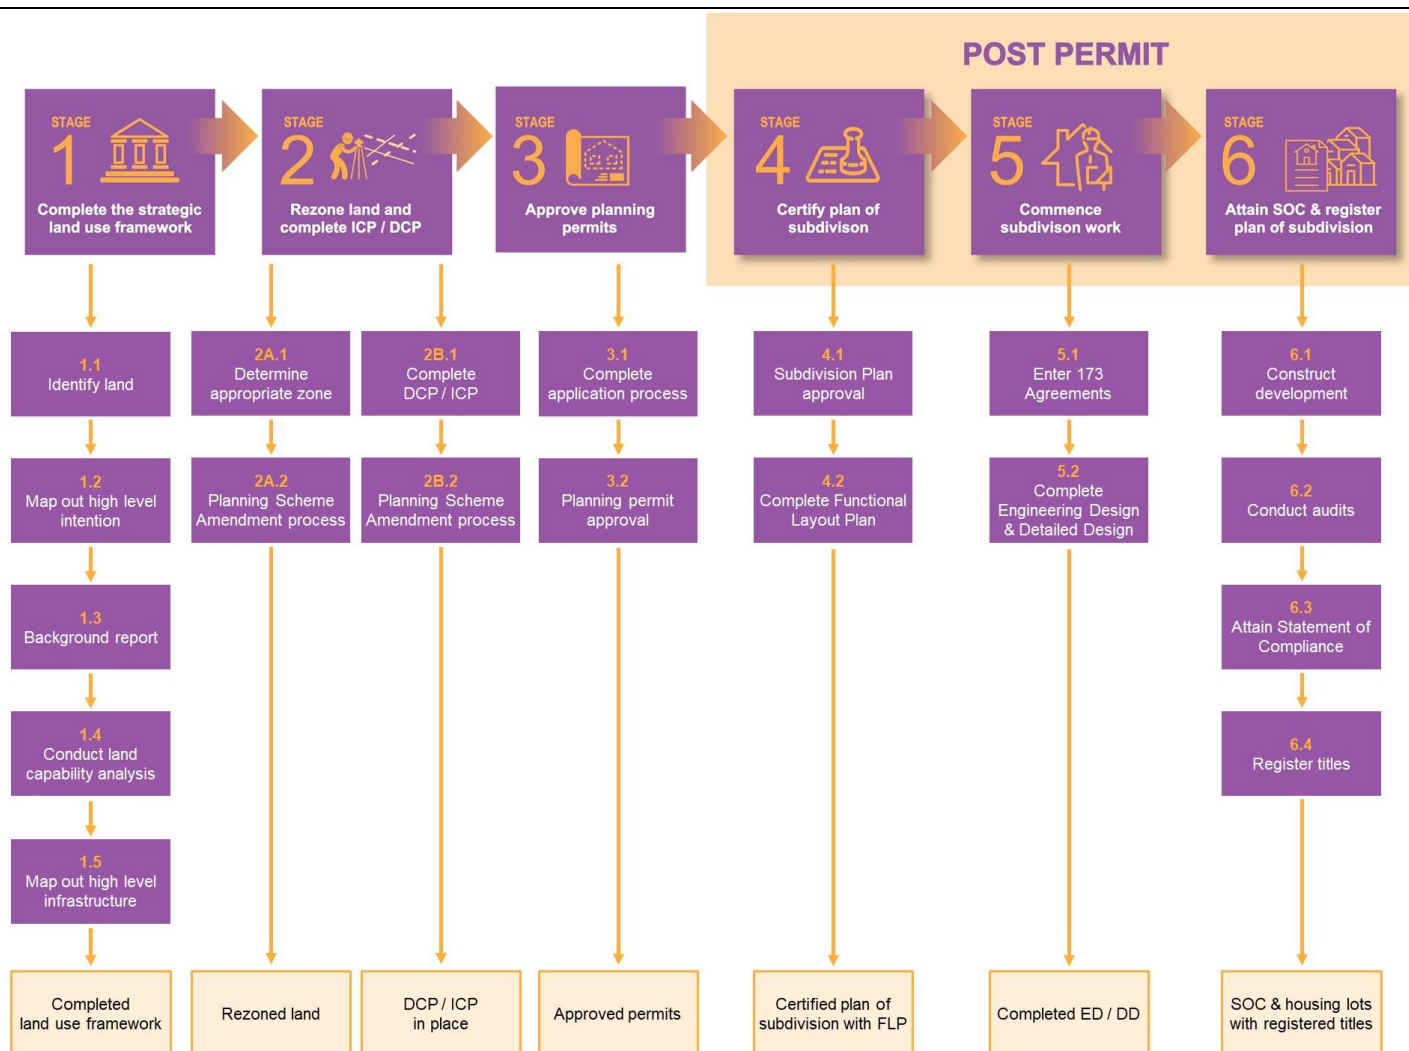 POST PERMIT
STAGE
1
Complete the strategic
land use framework
STAGE
2
Rezone land and
complete ICP / DCP
STAGE
3
Approve planning
permits
STAGE
4
Certify plan of
subdivison
STAGE
5
Commence
subdivison work
STAGE
6
Attain SOC & register
plan of subdivision
1.1
Identify land
1.2
Map out high level
intention
1.3
Background report
1.4
Conduct land
capability analysis
1.5
Map out high level
infrastructure
Completed
land use framework
2A.1
Determine
appropriate zone
2A.2
Planning Scheme
Amendment process
Rezoned land
2B.1
Complete
DCP / ICP
2B.2
Planning Scheme
Amendment process
DCP / ICP
in place
3.1
Complete
application process
3.2
Planning permit
approval
Approved permits
4.1
Subdivision Plan
approval
4.2
Complete Functional
Layout Plan
Certified plan of
subdivision with FLP
5.1
Enter 173
Agreements
5.2
Complete
Engineering Design
& Detailed Design
Completed ED / DD
6.1
Construct
development
6.2
Conduct audits
6.3
Attain Statement of
Compliance
6.4
Register titles
SOC & housing lots
with registered titles